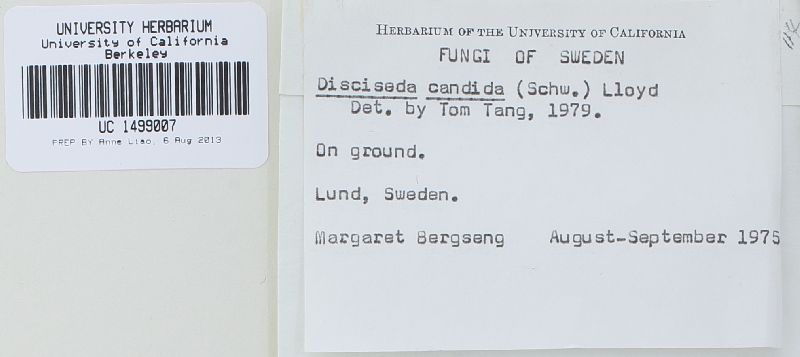 UNIVERSITY HERBARIUM
University of California
Berkeley
UC 1499007
PREP BY Anne Liao, 6 Aug 2013
HERBARIUM OF THE UNIVERSITY OF CALIFORNIA
FUNGI OF SWEDEN
Disciseda candida (Schw.) Lloyd
Det. by Tom Tang, 1979.
On ground.
Lund, Sweden.
Margaret Bergseng August-September 1975